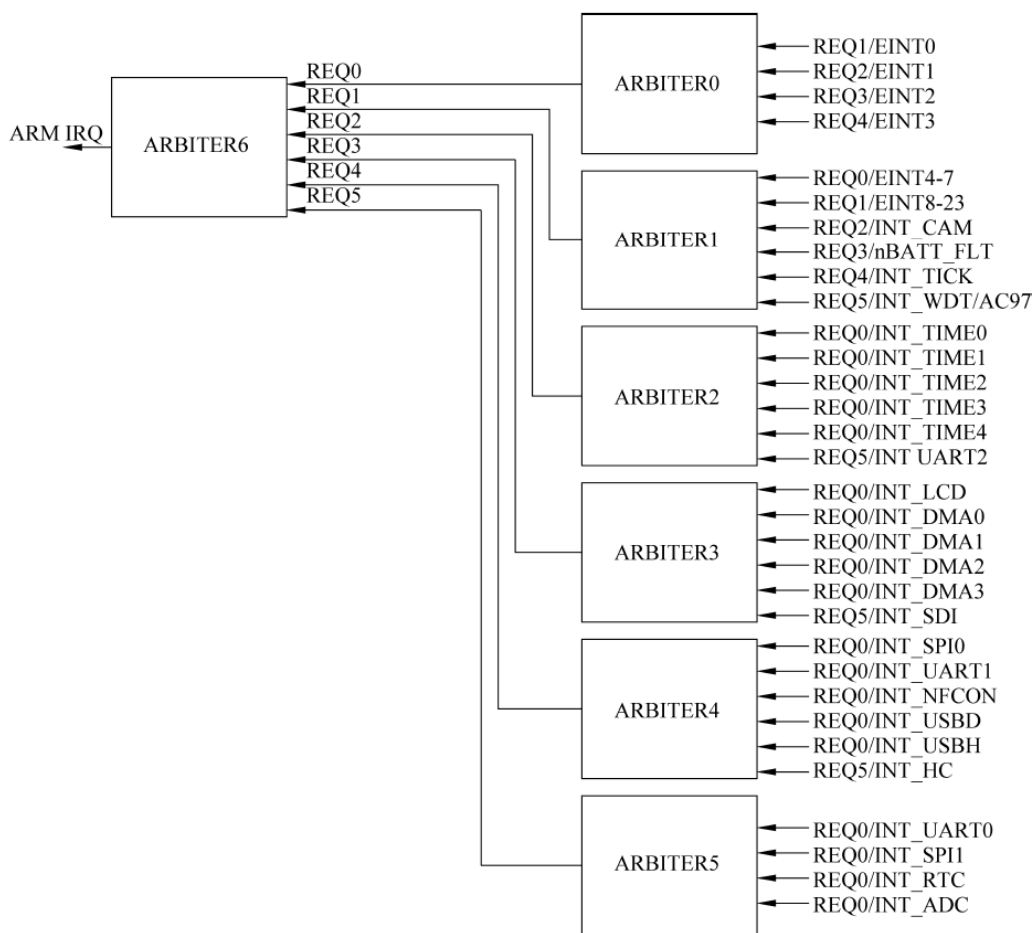 ARM IRQ
ARBITER6
REQ0
REQ1
REQ2
REQ3
REQ4
REQ5
ARBITER0
REQ1/EINT0
REQ2/EINT1
REQ3/EINT2
REQ4/EINT3
ARBITER1
REQ0/EINT4-7
REQ1/EINT8-23
REQ2/INT_CAM
REQ3/nBATT_FLT
REQ4/INT_TICK
REQ5/INT_WDT/AC97
ARBITER2
REQ0/INT_TIME0
REQ0/INT_TIME1
REQ0/INT_TIME2
REQ0/INT_TIME3
REQ0/INT_TIME4
REQ5/INT UART2
ARBITER3
REQ0/INT_LCD
REQ0/INT_DMA0
REQ0/INT_DMA1
REQ0/INT_DMA2
REQ0/INT_DMA3
REQ5/INT_SDI
ARBITER4
REQ0/INT_SPI0
REQ0/INT_UART1
REQ0/INT_NFCON
REQ0/INT_USBD
REQ0/INT_USBH
REQ5/INT_HC
ARBITER5
REQ0/INT_UART0
REQ0/INT_SPI1
REQ0/INT_RTC
REQ0/INT_ADC